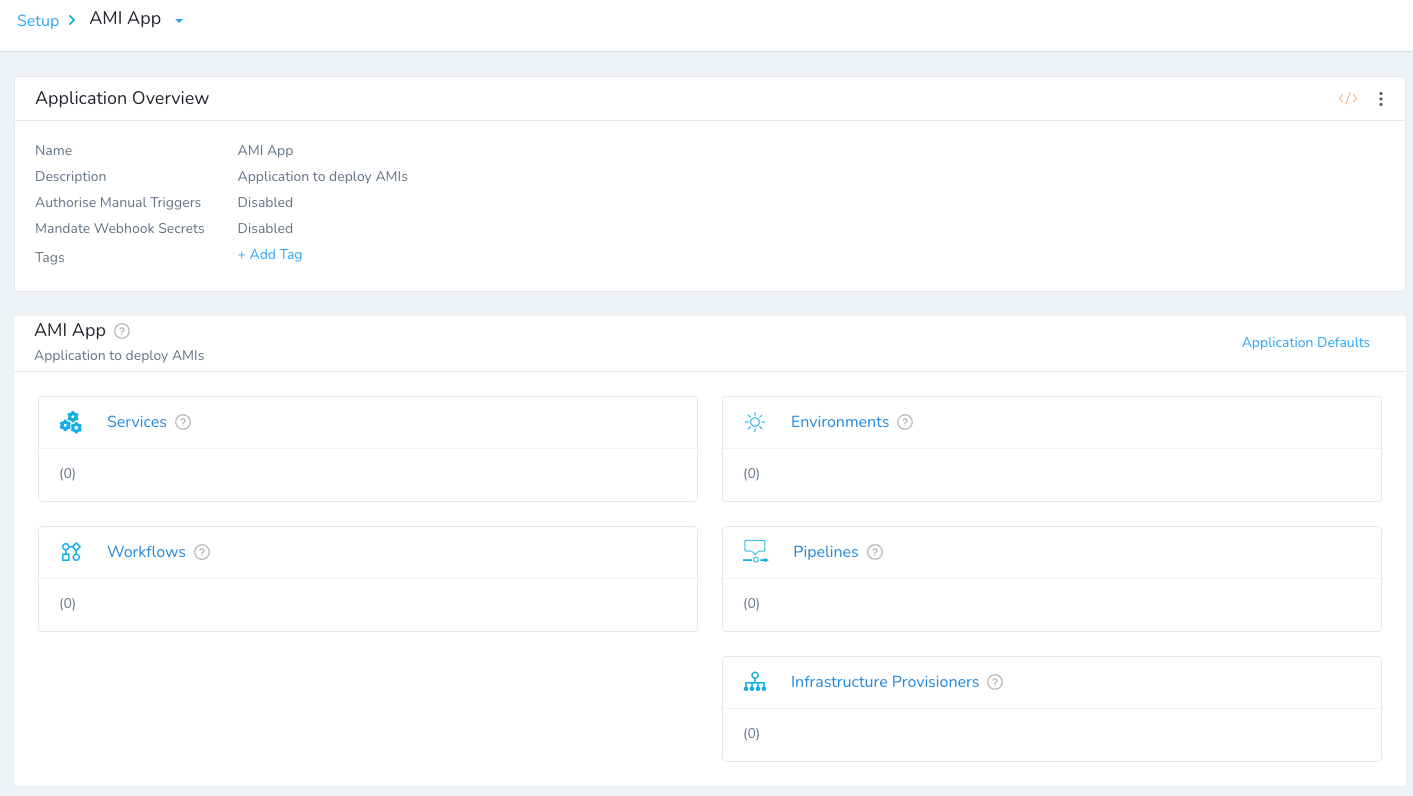 Setup AMI App
Application Overview
</>
Name AMI App
Description Application to deploy AMIs
Authorise Manual Triggers Disabled
Mandate Webhook Secrets Disabled
Tags + Add Tag
AMI App ?
Application to deploy AMIs
Application Defaults
Services ?
(0)
Environments ?
(0)
Workflows ?
(0)
Pipelines ?
(0)
Infrastructure Provisioners ?
(0)